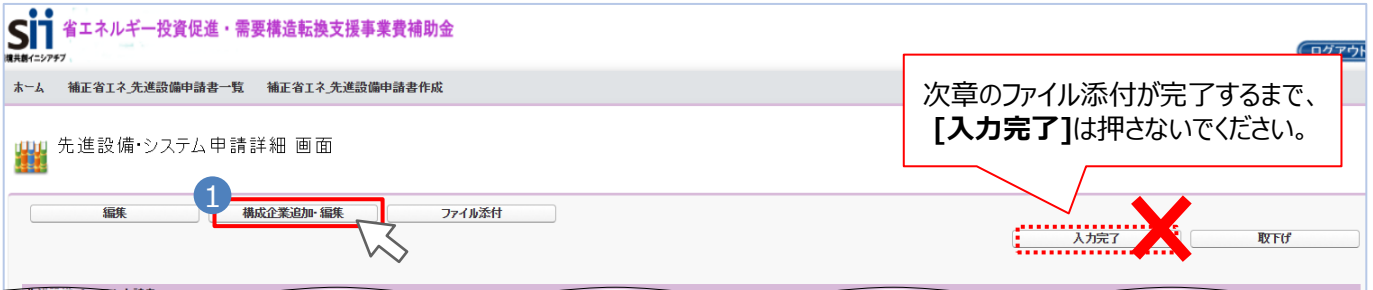 sii 省エネルギー投資促進・需要構造転換支援事業費補助金
境共創イニシアチブ
ログアウト
ホーム 補正省エネ_先進設備申請書一覧 補正省エネ_先進設備申請書作成
次章のファイル添付が完了するまで、
[入力完了]は押さないでください。
先進設備・システム申請詳細 画面
1
編集 構成企業追加・編集 ファイル添付
入力完了 取下げ